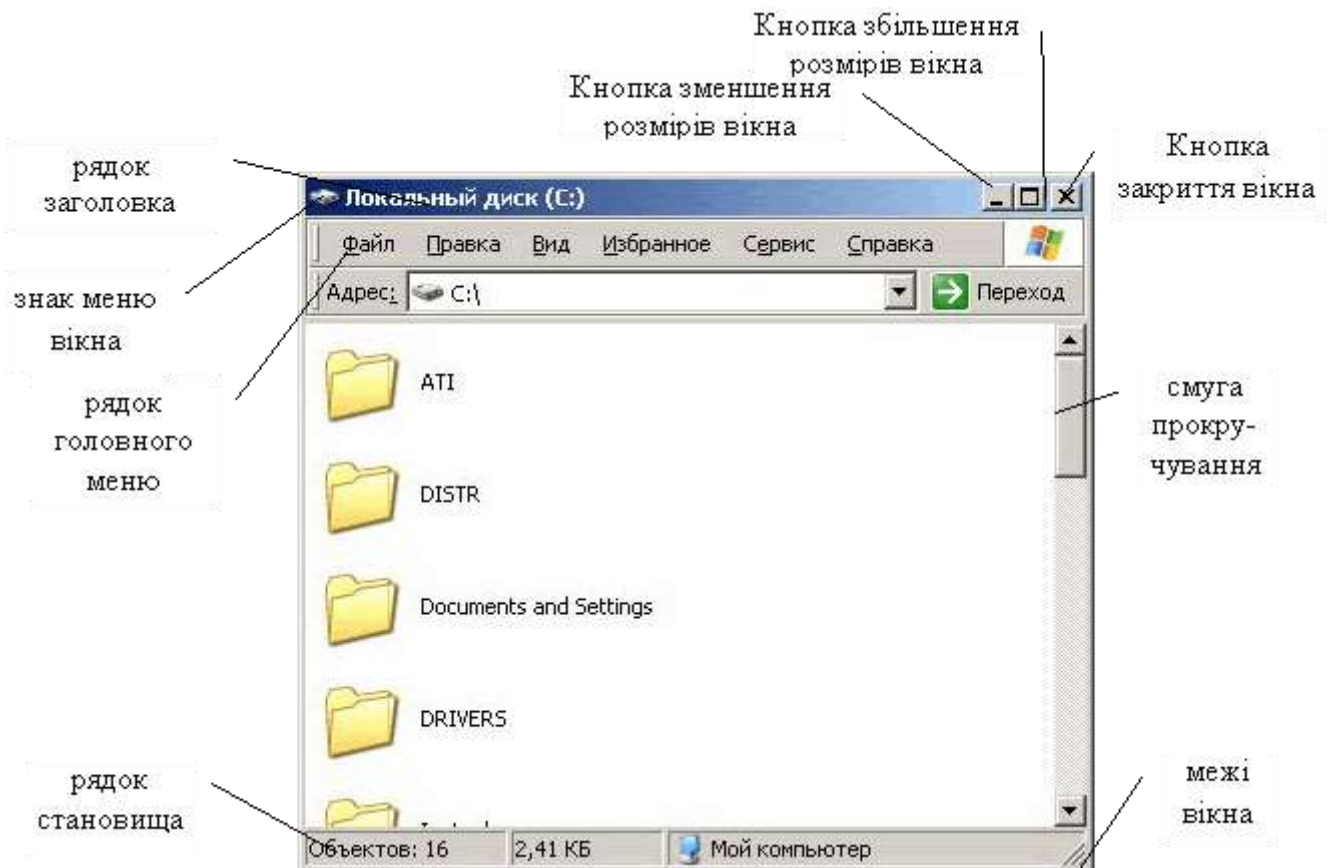 Кнопка збільшення
розмірів вікна
Кнопка зменшення
розмірів вікна
Кнопка
закриття вікна
рядок
заголовка
Локальный диск (C:)
Файл Правка Вид Избранное Сервис Справка
знак меню
вікна
Адрес: C:\ Переход
рядок
головного
меню
ATI
смуга
прокру-
чування
DISTR
Documents and Settings
DRIVERS
рядок
становища
межі
вікна
Объектов: 16 2,41 КБ Мой компьютер